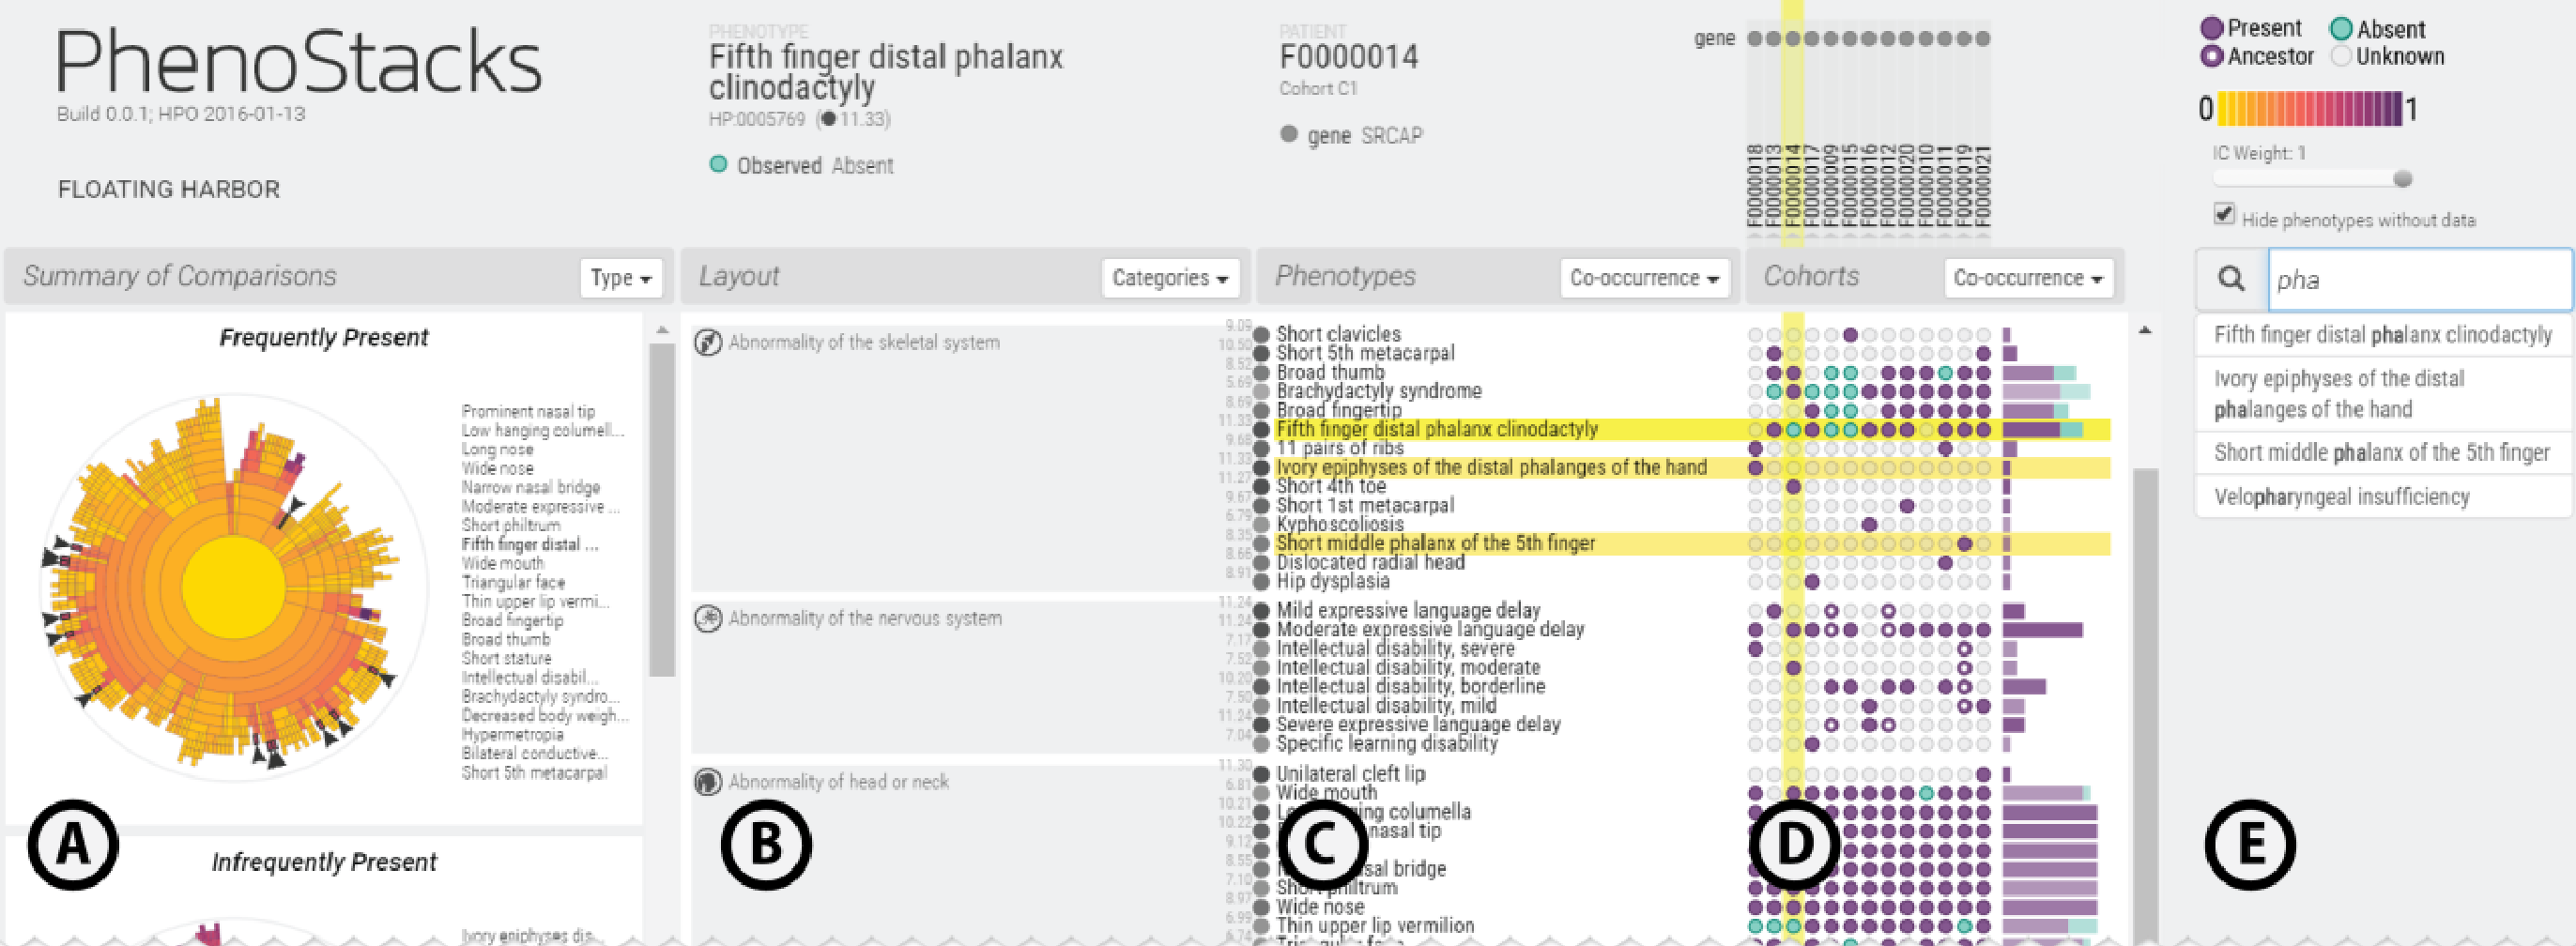 PhenoStacks
Build 0.0.1; HPO 2016-01-13
FLOATING HARBOR
PHENOTYPE
Fifth finger distal phalanx
clinodactyly
HP:0005769 (11.33)
Observed Absent
PATIENT
F0000014
Cohort C1
gene SRCAP
gene
F0000018
F0000013
F0000014
F0000017
F0000009
F0000015
F0000016
F0000012
F0000020
F0000010
F0000011
F0000019
F0000021
Present Absent
Ancestor Unknown
0 1
IC Weight: 1
Hide phenotypes without data
Summary of Comparisons
Type
Layout
Categories
Phenotypes
Co-occurrence
Cohorts
Co-occurrence
pha
Fifth finger distal phalanx clinodactyly
Ivory epiphyses of the distal
phalanges of the hand
Short middle phalanx of the 5th finger
Velopharyngeal insufficiency
Frequently Present
Prominent nasal tip
Low hanging columell...
Long nose
Wide nose
Narrow nasal bridge
Moderate expressive ...
Short philtrum
Fifth finger distal ...
Wide mouth
Triangular face
Thin upper lip vermi...
Broad fingertip
Broad thumb
Short stature
Intellectual disabil...
Brachydactyly syndro...
Decreased body weigh...
Hypermetropia
Bilateral conductive...
Short 5th metacarpal
A
Infrequently Present
Ivory epiphyses dis...
Abnormality of the skeletal system
Abnormality of the nervous system
Abnormality of head or neck
B
9.09 Short clavicles
10.50 Short 5th metacarpal
8.52 Broad thumb
5.69 Brachydactyly syndrome
8.69 Broad fingertip
11.33 Fifth finger distal phalanx clinodactyly
9.68 11 pairs of ribs
11.33 Ivory epiphyses of the distal phalanges of the hand
11.27 Short 4th toe
9.67 Short 1st metacarpal
6.79 Kyphoscoliosis
8.35 Short middle phalanx of the 5th finger
8.66 Dislocated radial head
8.91 Hip dysplasia
11.24 Mild expressive language delay
11.24 Moderate expressive language delay
7.17 Intellectual disability, severe
7.52 Intellectual disability, moderate
10.20 Intellectual disability, borderline
7.50 Intellectual disability, mild
11.24 Severe expressive language delay
7.04 Specific learning disability
11.30 Unilateral cleft lip
6.81 Wide mouth
10.21 columella
10.22 nasal tip
9.12
8.55 bridge
7.10 Short philtrum
8.97 Wide nose
6.99 Thin upper lip vermilion
6.74
C
D
E